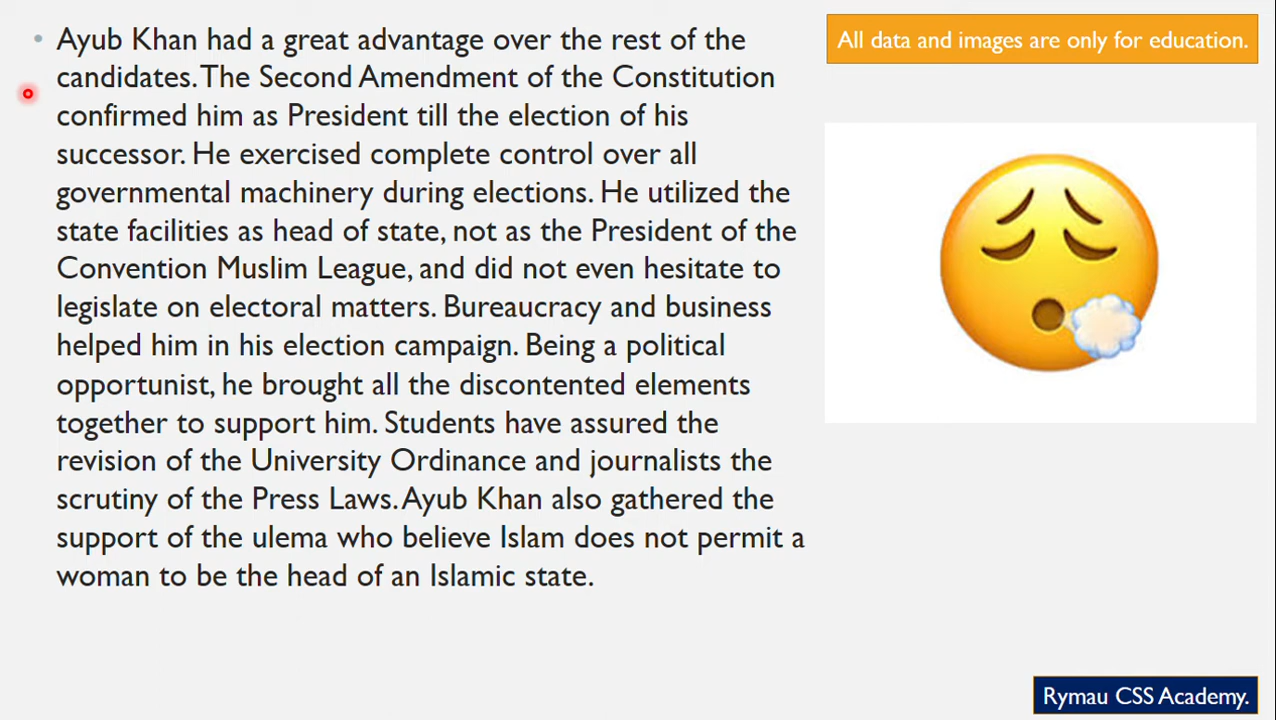 Ayub Khan had a great advantage over the rest of the
candidates. The Second Amendment of the Constitution
confirmed him as President till the election of his
successor. He exercised complete control over all
governmental machinery during elections. He utilized the
state facilities as head of state, not as the President of the
Convention Muslim League, and did not even hesitate to
legislate on electoral matters. Bureaucracy and business
helped him in his election campaign. Being a political
opportunist, he brought all the discontented elements
together to support him. Students have assured the
revision of the University Ordinance and journalists the
scrutiny of the Press Laws. Ayub Khan also gathered the
support of the ulema who believe Islam does not permit a
woman to be the head of an Islamic state.
All data and images are only for education.
Rymau CSS Academy.